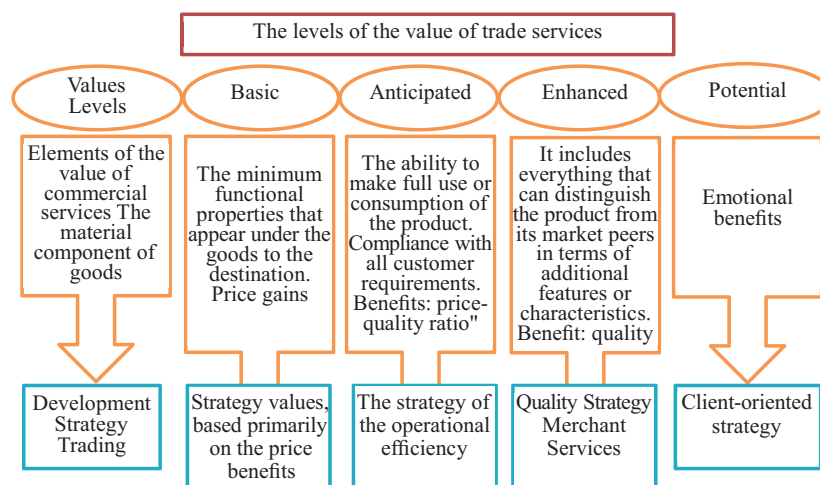 The levels of the value of trade services
Values
Levels
Basic
Anticipated
Enhanced
Potential
Elements of the
value of
commercial
services The
material
component of
goods
The minimum
functional
properties that
appear under the
goods to the
destination.
Price gains
The ability to
make full use or
consumption of
the product.
Compliance with
all customer
requirements.
Benefits: price-
quality ratio"
It includes
everything that
can distinguish
the product from
its market peers
in terms of
additional
features or
characteristics.
Benefit: quality
Emotional
benefits
Development
Strategy
Trading
Strategy values,
based primarily
on the price
benefits
The strategy of
the operational
efficiency
Quality Strategy
Merchant
Services
Client-oriented
strategy